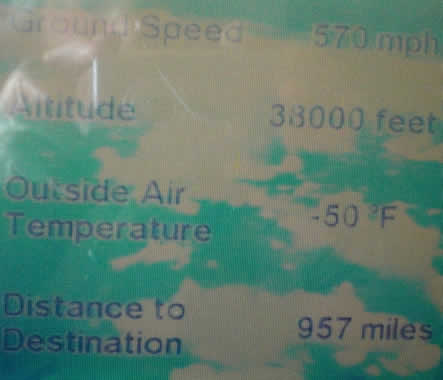 Ground Speed 570 mph
Altitude 38000 feet
Outside Air
Temperature -50 °F
Distance to
Destination 957 miles